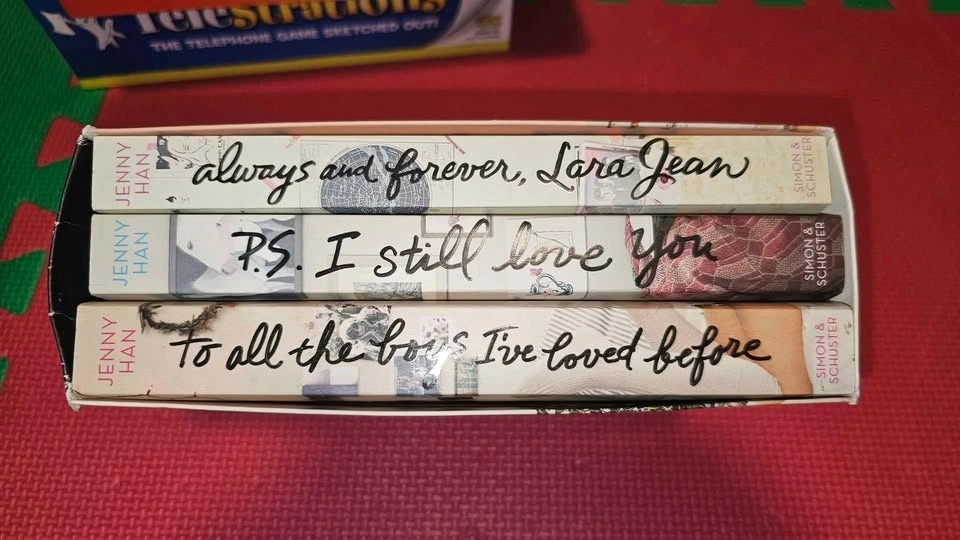 Telestrations
THE TELEPHONE GAME SKETCHED OUT!
JENNY
HAN
always and forever, Lara Jean
SIMON &
SCHUSTER
JENNY
HAN
P.S. I still love you
SIMON &
SCHUSTER
JENNY
HAN
to all the boys I've loved before
SIMON &
SCHUSTER